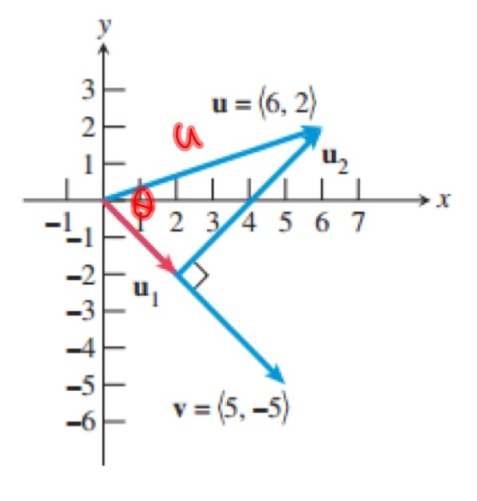 y
3
u = ⟨6, 2⟩
2
u
u₂
1
θ
x
−1 1 2 3 4 5 6 7
−1
−2
u₁
−3
−4
−5
v = ⟨5, −5⟩
−6